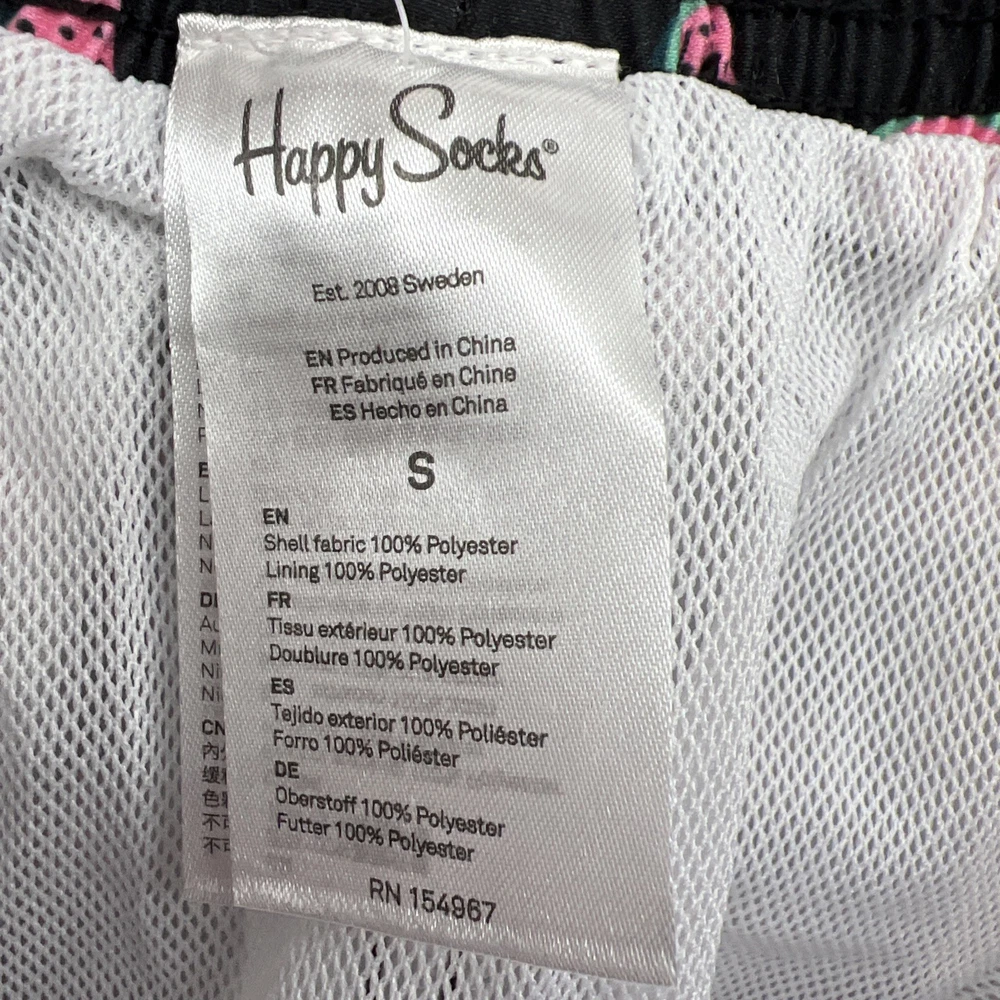 Happy Socks®
Est. 2008 Sweden
EN Produced in China
FR Fabriqué en Chine
ES Hecho en China
S
EN
Shell fabric 100% Polyester
Lining 100% Polyester
FR
Tissu extérieur 100% Polyester
Doublure 100% Polyester
ES
Tejido exterior 100% Poliéster
Forro 100% Poliéster
DE
Oberstoff 100% Polyester
Futter 100% Polyester
RN 154967
CN